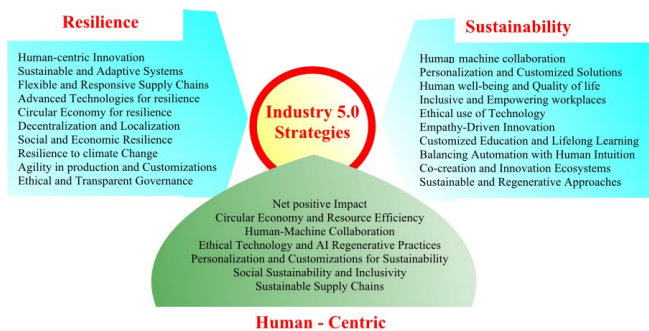 Resilience
Human-centric Innovation
Sustainable and Adaptive Systems
Flexible and Responsive Supply Chains
Advanced Technologies for resilience
Circular Economy for resilience
Decentralization and Localization
Social and Economic Resilience
Resilience to climate Change
Agility in production and Customizations
Ethical and Transparent Governance
Industry 5.0
Strategies
Sustainability
Human machine collaboration
Personalization and Customized Solutions
Human well-being and Quality of life
Inclusive and Empowering workplaces
Ethical use of Technology
Empathy-Driven Innovation
Customized Education and Lifelong Learning
Balancing Automation with Human Intuition
Co-creation and Innovation Ecosystems
Sustainable and Regenerative Approaches
Net positive Impact
Circular Economy and Resource Efficiency
Human-Machine Collaboration
Ethical Technology and AI Regenerative Practices
Personalization and Customizations for Sustainability
Social Sustainability and Inclusivity
Sustainable Supply Chains
Human - Centric